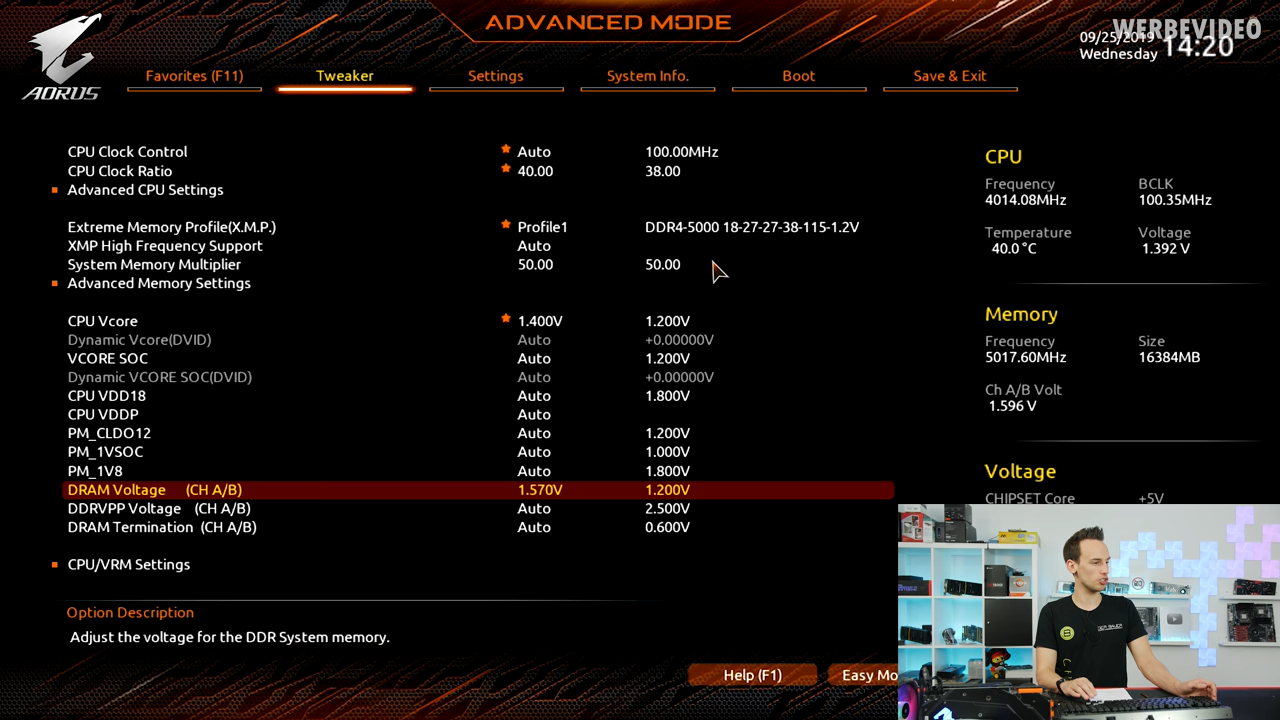 ADVANCED MODE
WERBEVIDEO
09/25/2019
Wednesday 14:20
AORUS
Favorites (F11) Tweaker Settings System Info. Boot Save & Exit
CPU Clock Control Auto 100.00MHz
CPU Clock Ratio 40.00 38.00
Advanced CPU Settings
Extreme Memory Profile(X.M.P.) Profile1 DDR4-5000 18-27-27-38-115-1.2V
XMP High Frequency Support Auto
System Memory Multiplier 50.00 50.00
Advanced Memory Settings
CPU Vcore 1.400V 1.200V
Dynamic Vcore(DVID) Auto +0.00000V
VCORE SOC Auto 1.200V
Dynamic VCORE SOC(DVID) Auto +0.00000V
CPU VDD18 Auto 1.800V
CPU VDDP Auto
PM_CLDO12 Auto 1.200V
PM_1VSOC Auto 1.000V
PM_1V8 Auto 1.800V
DRAM Voltage (CH A/B) 1.570V 1.200V
DDRVPP Voltage (CH A/B) Auto 2.500V
DRAM Termination (CH A/B) Auto 0.600V
CPU/VRM Settings
Option Description
Adjust the voltage for the DDR System memory.
Help (F1) Easy Mo
CPU
Frequency BCLK
4014.08MHz 100.35MHz
Temperature Voltage
40.0 °C 1.392 V
Memory
Frequency Size
5017.60MHz 16384MB
Ch A/B Volt
1.596 V
Voltage
CHIPSET Core +5V